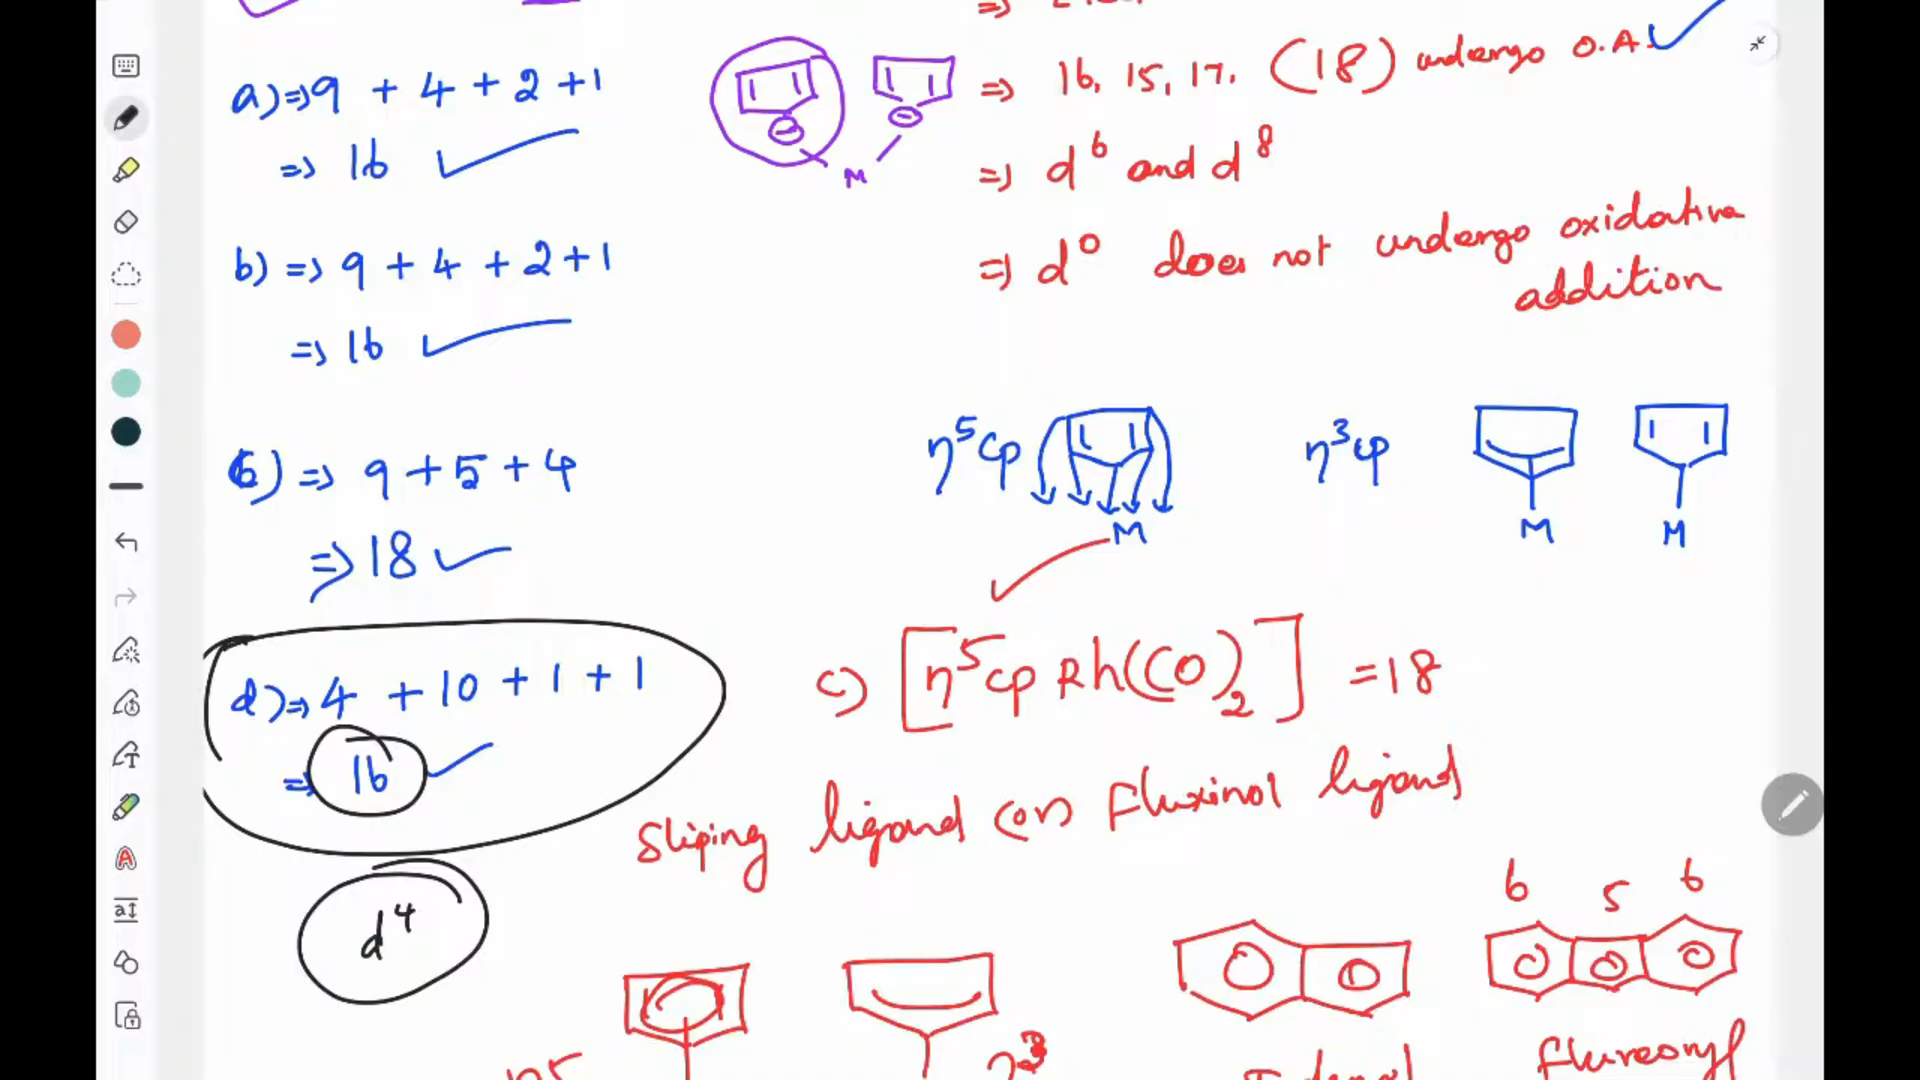 a) ⇒ 9 + 4 + 2 + 1
⇒ 16
b) ⇒ 9 + 4 + 2 + 1
⇒ 16
c) ⇒ 9 + 5 + 4
⇒ 18
d) ⇒ 4 + 10 + 1 + 1
⇒ 16
d⁴
M
⇒ 16, 15, 17, (18) undergo O.A.
⇒ d⁶ and d⁸
⇒ d⁰ does not undergo oxidative
addition
η⁵Cp
M
η³Cp
M
M
c) [η⁵Cp Rh(CO)₂] = 18
Sliping ligand (or) Fluxinol ligand
6 5 6
η³
A